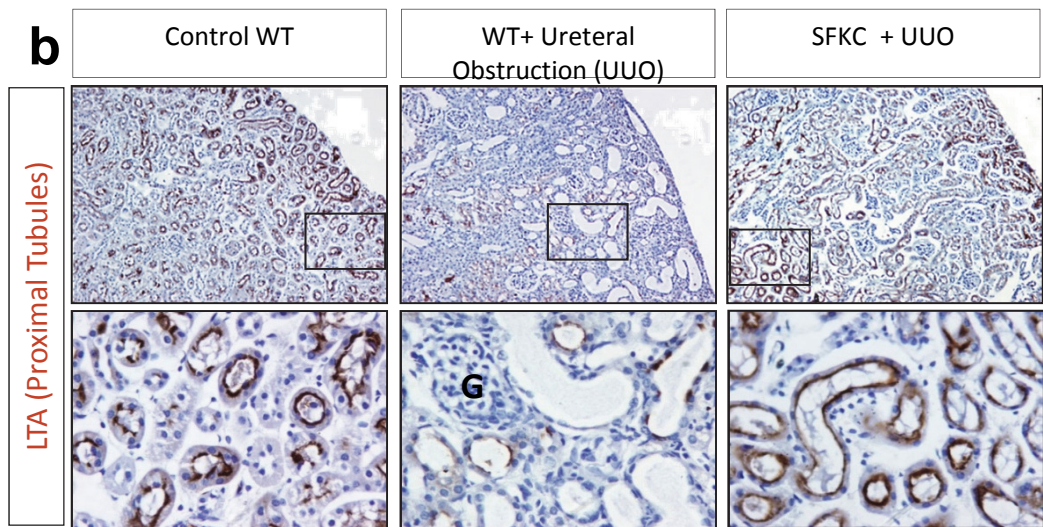 b
Control WT
WT+ Ureteral
Obstruction (UUO)
SFKC + UUO
LTA (Proximal Tubules)
G